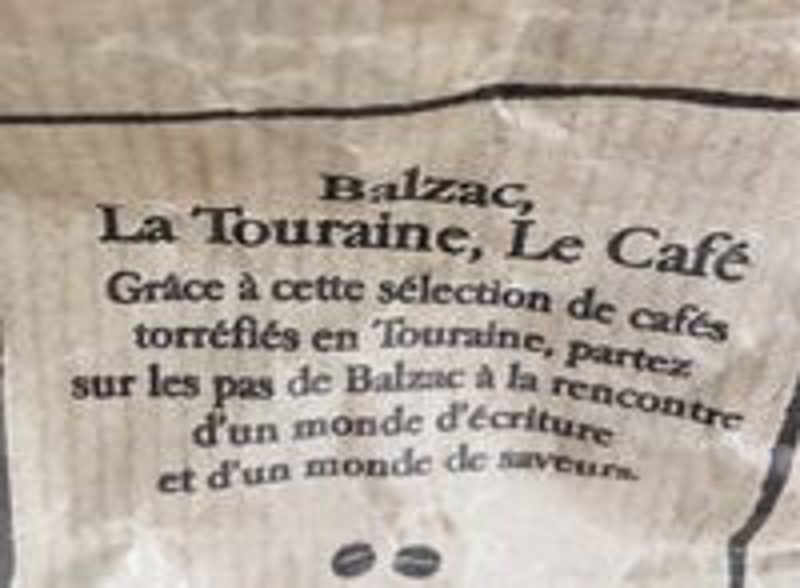 Balzac,
La Touraine, Le Café
Grâce à cette sélection de cafés
torréfiés en Touraine, partez
sur les pas de Balzac à la rencontre
d'un monde d'écriture
et d'un monde de saveurs.